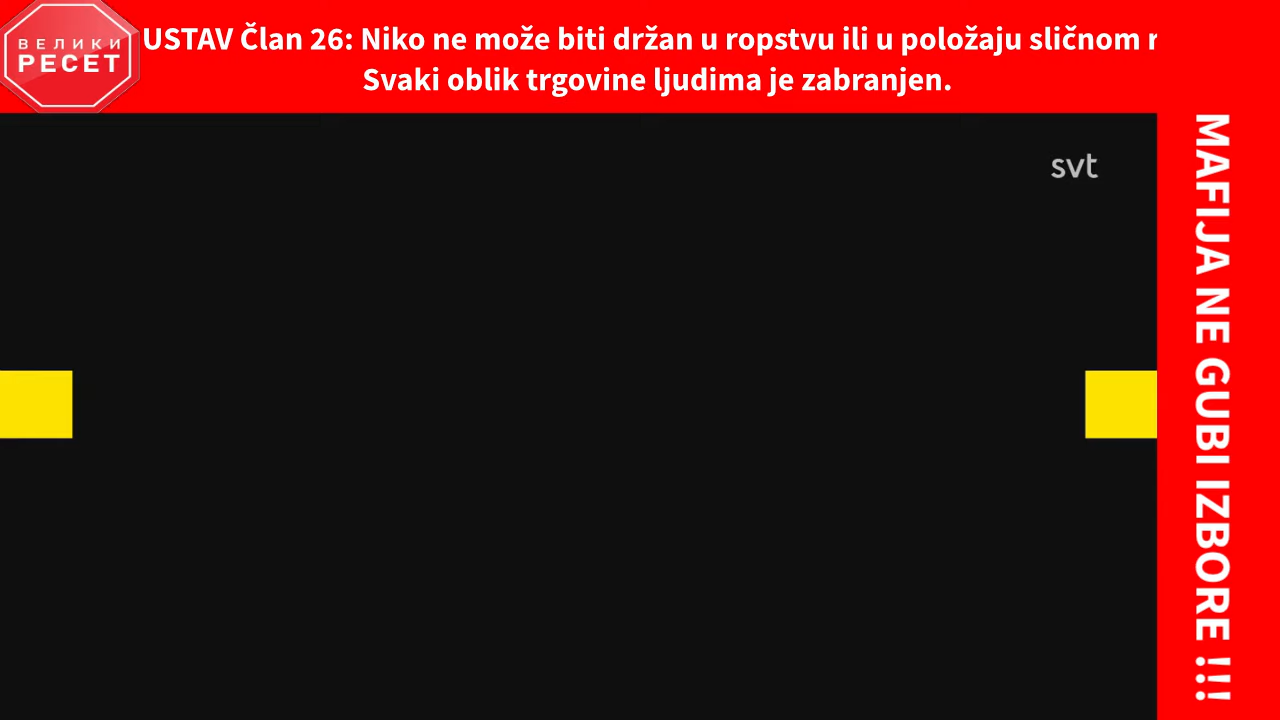 ВЕЛИКИ
РЕСЕТ
USTAV Član 26: Niko ne može biti držan u ropstvu ili u položaju sličnom
Svaki oblik trgovine ljudima je zabranjen.
svt
MAFIJA NE GUBI IZBORE !!!